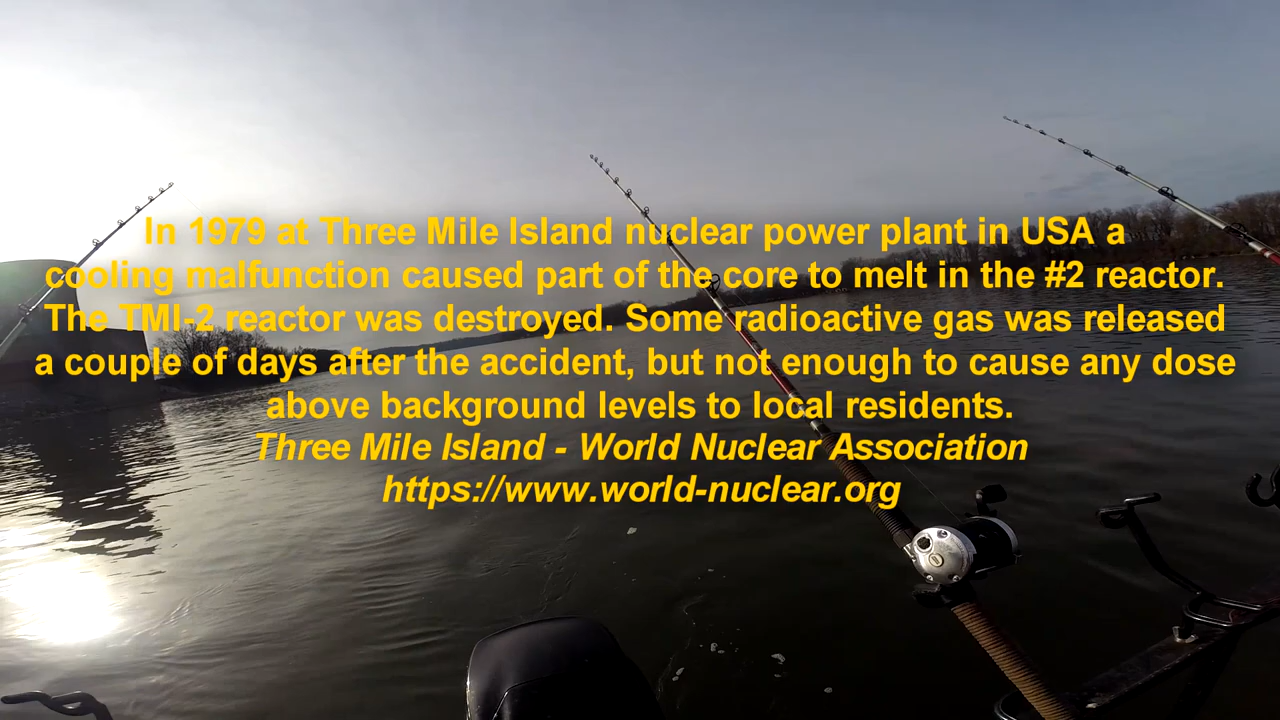 In 1979 at Three Mile Island nuclear power plant in USA a
cooling malfunction caused part of the core to melt in the #2 reactor.
The TMI-2 reactor was destroyed. Some radioactive gas was released
a couple of days after the accident, but not enough to cause any dose
above background levels to local residents.
Three Mile Island - World Nuclear Association
https://www.world-nuclear.org